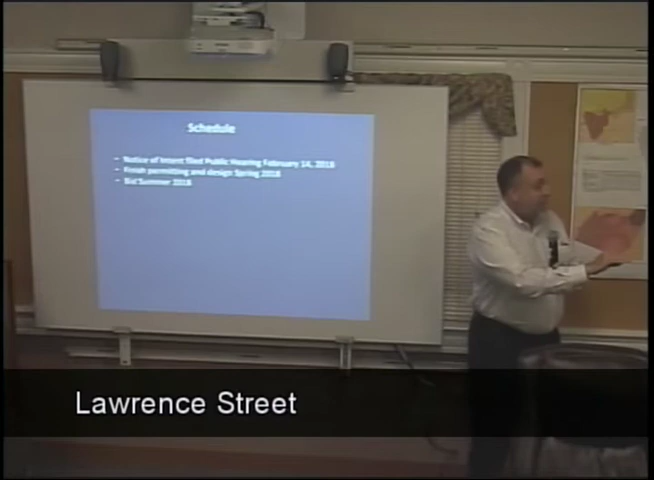 Schedule
- Notice of Intent filed Public Hearing February 14, 2018
- Finish permitting and design Spring 2018
- Bid Summer 2018
Lawrence Street